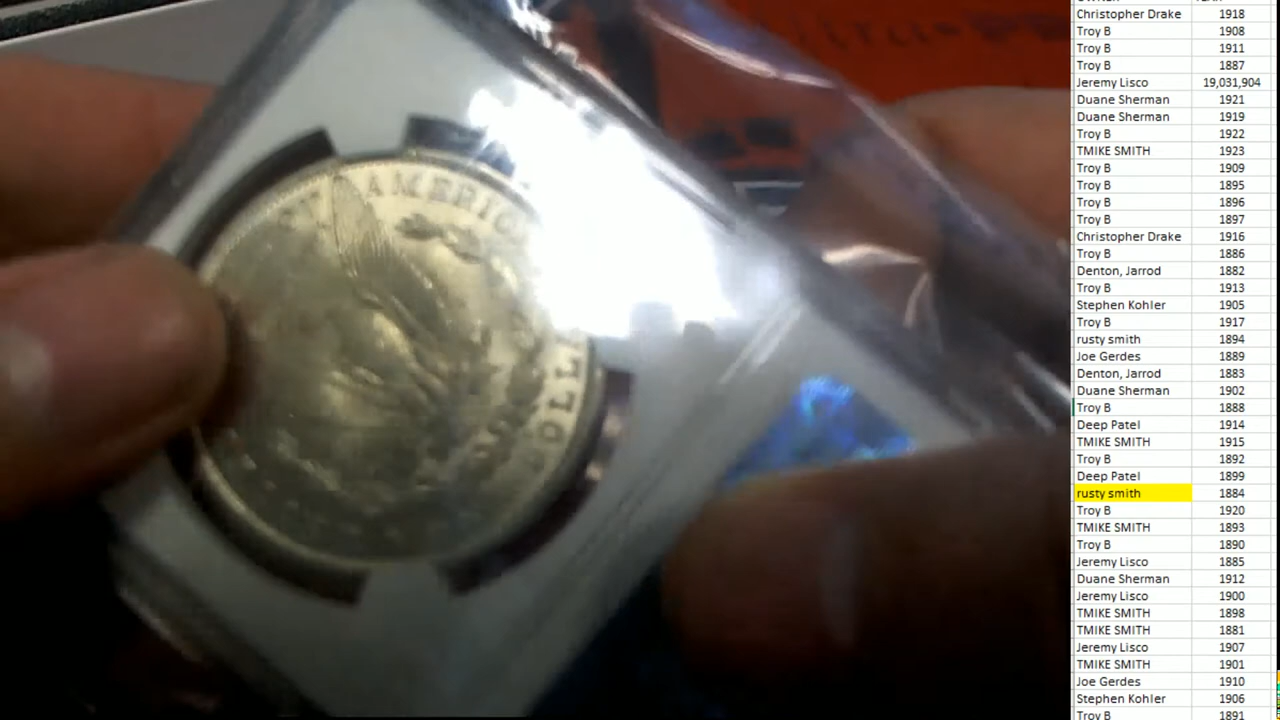 AMERICA
DOLL
Christopher Drake 1918
Troy B 1908
Troy B 1911
Troy B 1887
Jeremy Lisco 19,031,904
Duane Sherman 1921
Duane Sherman 1919
Troy B 1922
TMIKE SMITH 1923
Troy B 1909
Troy B 1895
Troy B 1896
Troy B 1897
Christopher Drake 1916
Troy B 1886
Denton, Jarrod 1882
Troy B 1913
Stephen Kohler 1905
Troy B 1917
rusty smith 1894
Joe Gerdes 1889
Denton, Jarrod 1883
Duane Sherman 1902
Troy B 1888
Deep Patel 1914
TMIKE SMITH 1915
Troy B 1892
Deep Patel 1899
rusty smith 1884
Troy B 1920
TMIKE SMITH 1893
Troy B 1890
Jeremy Lisco 1885
Duane Sherman 1912
Jeremy Lisco 1900
TMIKE SMITH 1898
TMIKE SMITH 1881
Jeremy Lisco 1907
TMIKE SMITH 1901
Joe Gerdes 1910
Stephen Kohler 1906
Troy B 1891